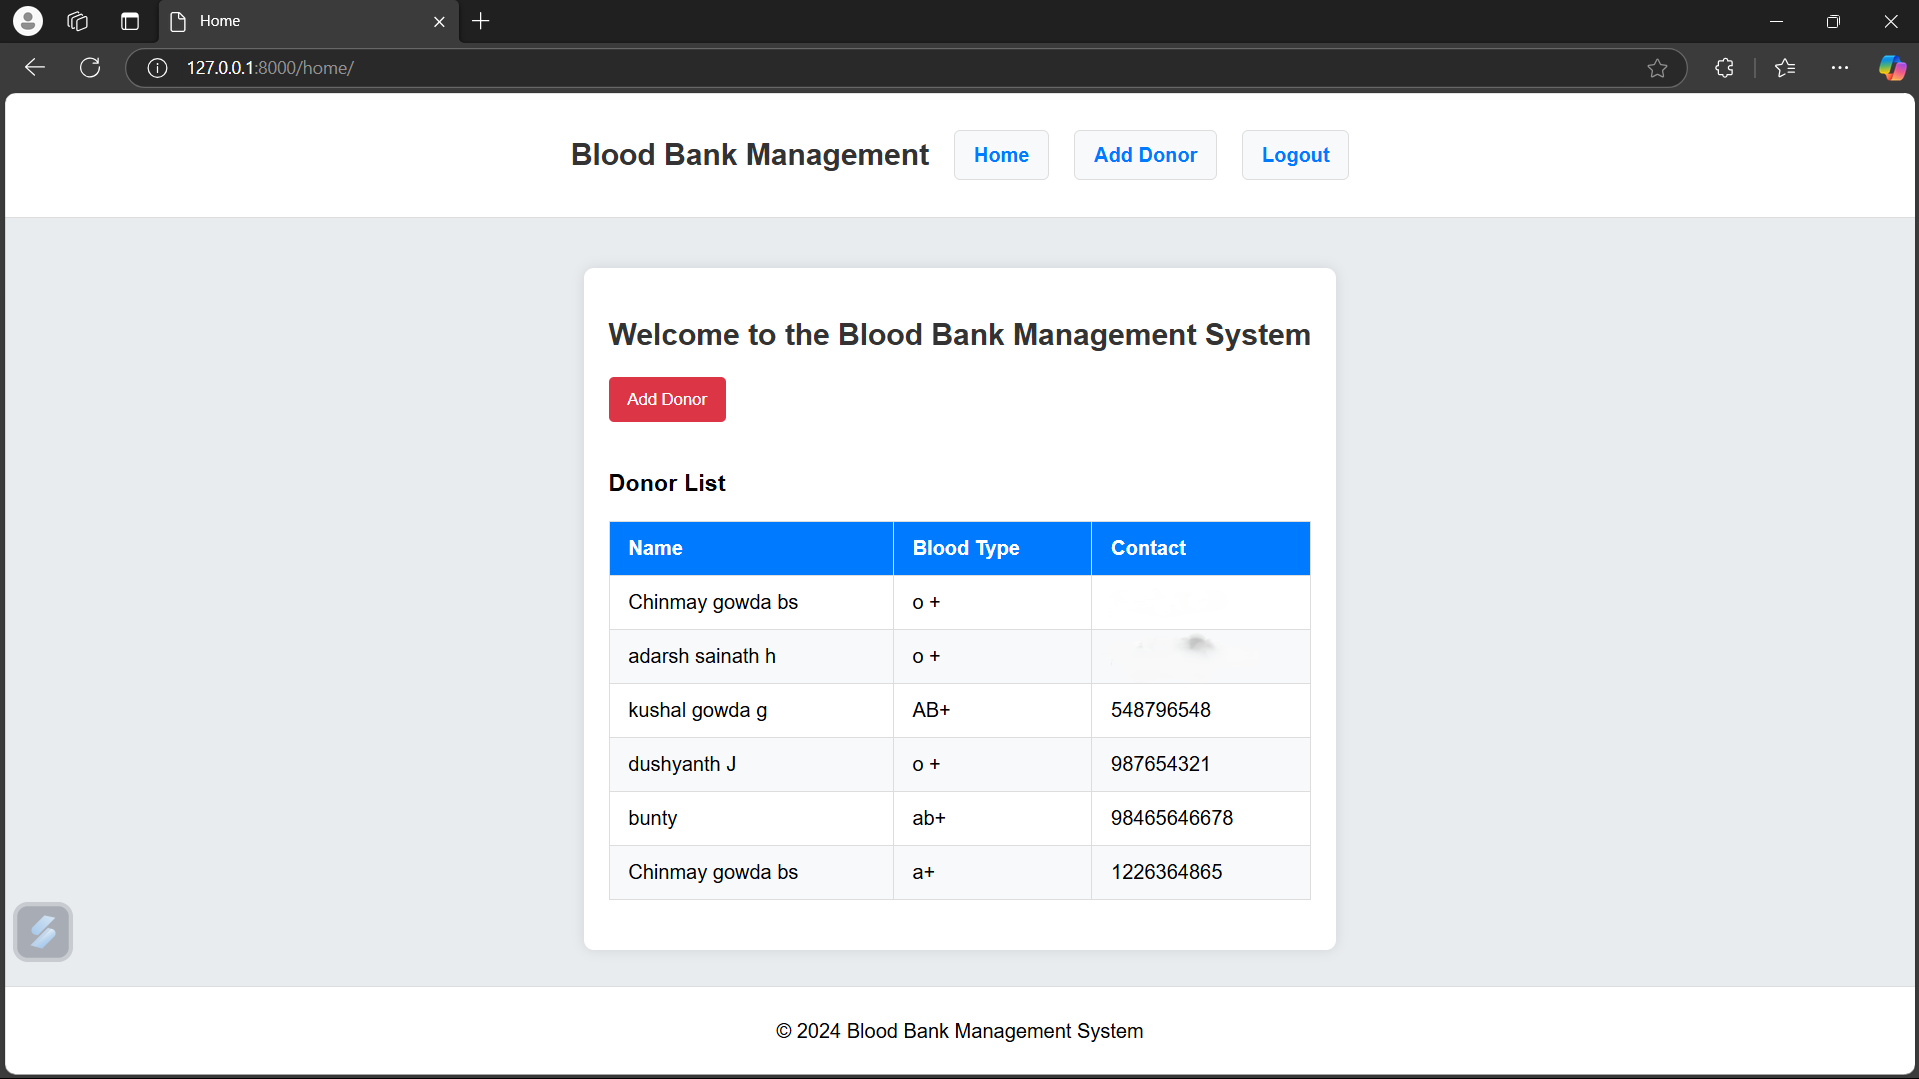 Home
127.0.0.1:8000/home/
Blood Bank Management Home Add Donor Logout
Welcome to the Blood Bank Management System
Add Donor
Donor List
Name Blood Type Contact
Chinmay gowda bs o +
adarsh sainath h o +
kushal gowda g AB+ 548796548
dushyanth J o + 987654321
bunty ab+ 98465646678
Chinmay gowda bs a+ 1226364865
© 2024 Blood Bank Management System